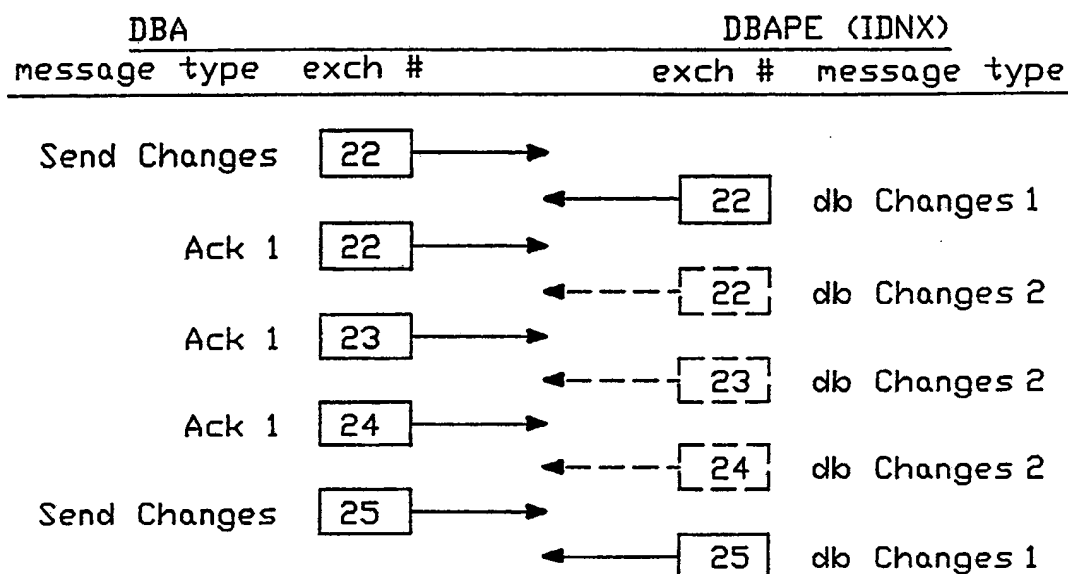 DBA DBAPE (IDNX)
message type exch # exch # message type
Send Changes 22
22 db Changes 1
Ack 1 22
22 db Changes 2
Ack 1 23
23 db Changes 2
Ack 1 24
24 db Changes 2
Send Changes 25
25 db Changes 1